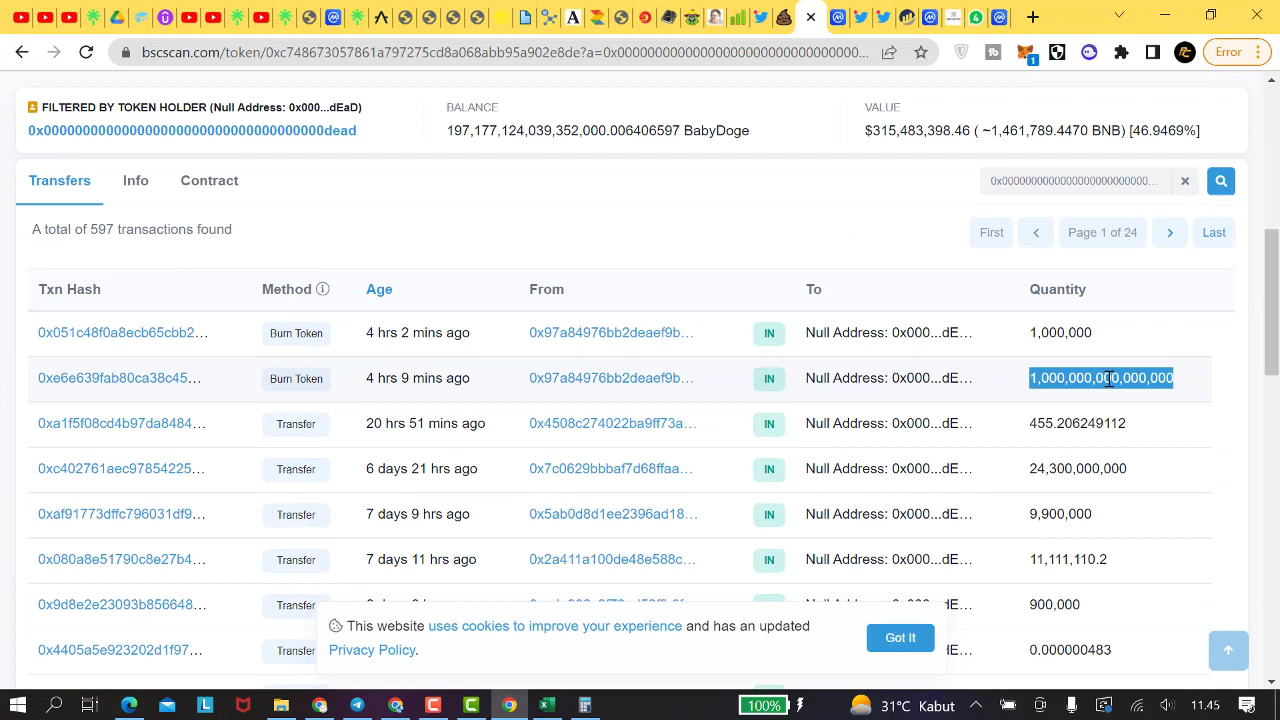 bscscan.com/token/0xc748673057861a797275cd8a068abb95a902e8de?a=0x000000000000000000000000000000000...
Error
FILTERED BY TOKEN HOLDER (Null Address: 0x000...dEaD)
0x000000000000000000000000000000000000dead
BALANCE
197,177,124,039,352,000.006406597 BabyDoge
VALUE
$315,483,398.46 ( ~1,461,789.4470 BNB) [46.9469%]
Transfers Info Contract
0x0000000000000000000000000...
A total of 597 transactions found
First Page 1 of 24 Last
Txn Hash Method Age From To Quantity
0x051c48f0a8ecb65cbb2... Burn Token 4 hrs 2 mins ago 0x97a84976bb2deaef9b... IN Null Address: 0x000...dE... 1,000,000
0xe6e639fab80ca38c45... Burn Token 4 hrs 9 mins ago 0x97a84976bb2deaef9b... IN Null Address: 0x000...dE... 1,000,000,000,000,000
0xa1f5f08cd4b97da8484... Transfer 20 hrs 51 mins ago 0x4508c274022ba9ff73a... IN Null Address: 0x000...dE... 455.206249112
0xc402761aec97854225... Transfer 6 days 21 hrs ago 0x7c0629bbbaf7d68ffaa... IN Null Address: 0x000...dE... 24,300,000,000
0xaf91773dffc796031df9... Transfer 7 days 9 hrs ago 0x5ab0d8d1ee2396ad18... IN Null Address: 0x000...dE... 9,900,000
0x080a8e51790c8e27b4... Transfer 7 days 11 hrs ago 0x2a411a100de48e588c... IN Null Address: 0x000...dE... 11,111,110.2
0x9d8e2e23093b856648... Transfer 900,000
0x4405a5e923202d1f97... Transfer 0.000000483
This website uses cookies to improve your experience and has an updated
Privacy Policy.
Got It
100% 31°C Kabut 11.45